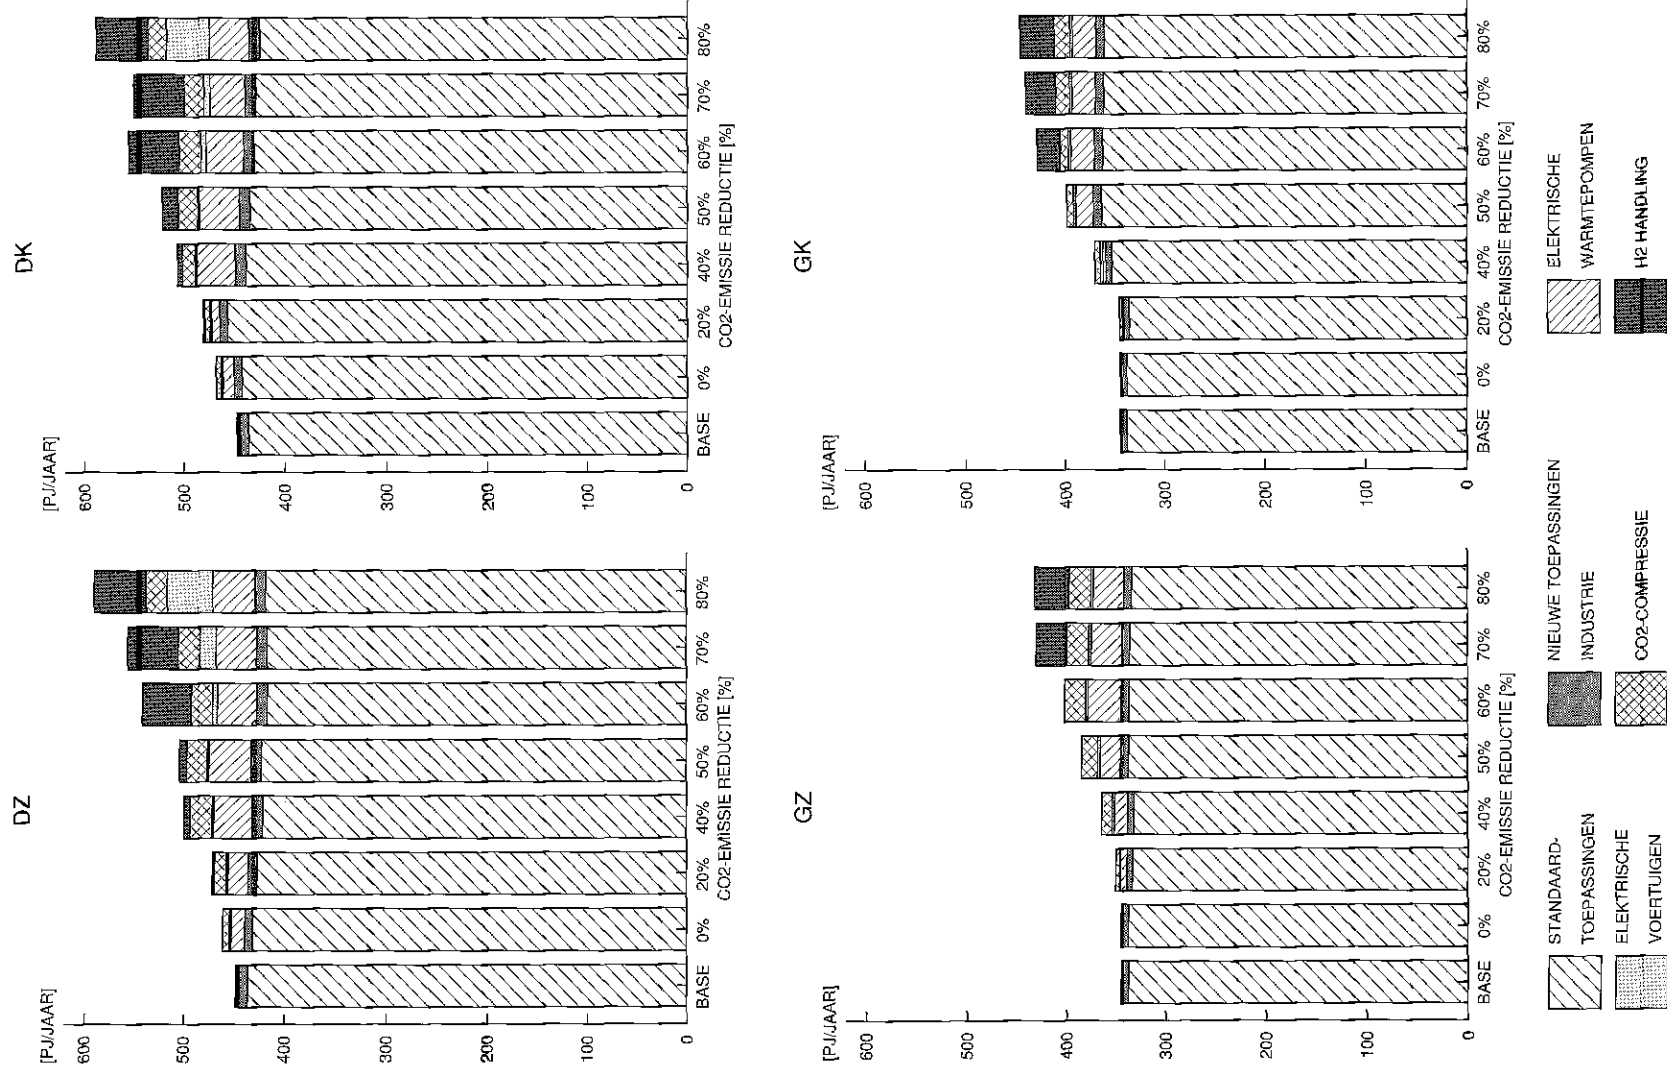 DZ
[PJ/JAAR]
600
500
400
300
200
100
0
BASE 0% 20% 40% 50% 60% 70% 80%
CO2-EMISSIE REDUCTIE [%]
DK
[PJ/JAAR]
600
500
400
300
200
100
0
BASE 0% 20% 40% 50% 60% 70% 80%
CO2-EMISSIE REDUCTIE [%]
GZ
[PJ/JAAR]
600
500
400
300
200
100
0
BASE 0% 20% 40% 50% 60% 70% 80%
CO2-EMISSIE REDUCTIE [%]
GK
[PJ/JAAR]
600
500
400
300
200
100
0
BASE 0% 20% 40% 50% 60% 70% 80%
CO2-EMISSIE REDUCTIE [%]
STANDAARD-
TOEPASSINGEN
NIEUWE TOEPASSINGEN
INDUSTRIE
ELEKTRISCHE
WARMTEPOMPEN
ELEKTRISCHE
VOERTUIGEN
CO2-COMPRESSIE
H2 HANDLING